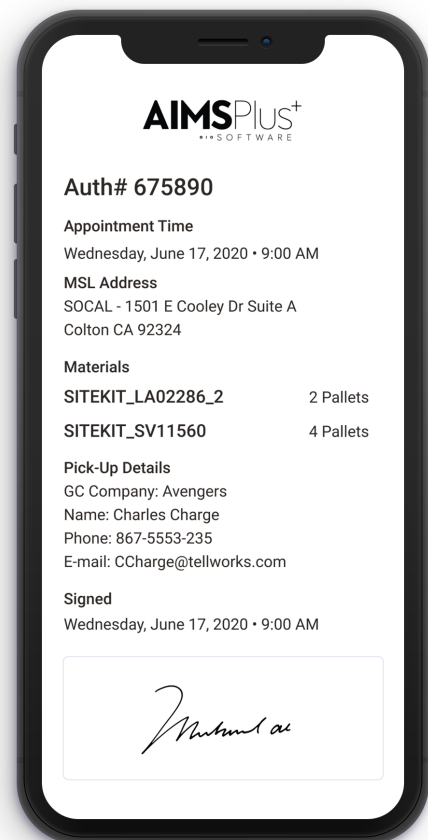 AIMSPlus+
SOFTWARE
Auth# 675890
Appointment Time
Wednesday, June 17, 2020 • 9:00 AM
MSL Address
SOCAL - 1501 E Cooley Dr Suite A
Colton CA 92324
Materials
SITEKIT_LA02286_2 2 Pallets
SITEKIT_SV11560 4 Pallets
Pick-Up Details
GC Company: Avengers
Name: Charles Charge
Phone: 867-5553-235
E-mail: CCharge@tellworks.com
Signed
Wednesday, June 17, 2020 • 9:00 AM